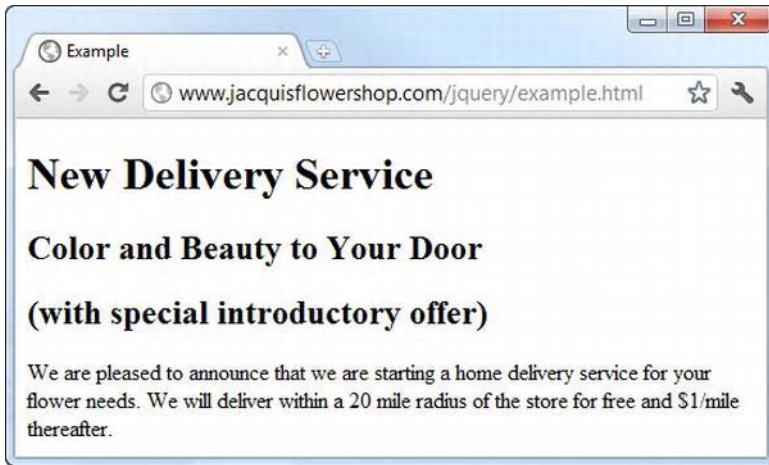 Example
www.jacquisflowershop.com/jquery/example.html
New Delivery Service
Color and Beauty to Your Door
(with special introductory offer)
We are pleased to announce that we are starting a home delivery service for your
flower needs. We will deliver within a 20 mile radius of the store for free and $1/mile
thereafter.